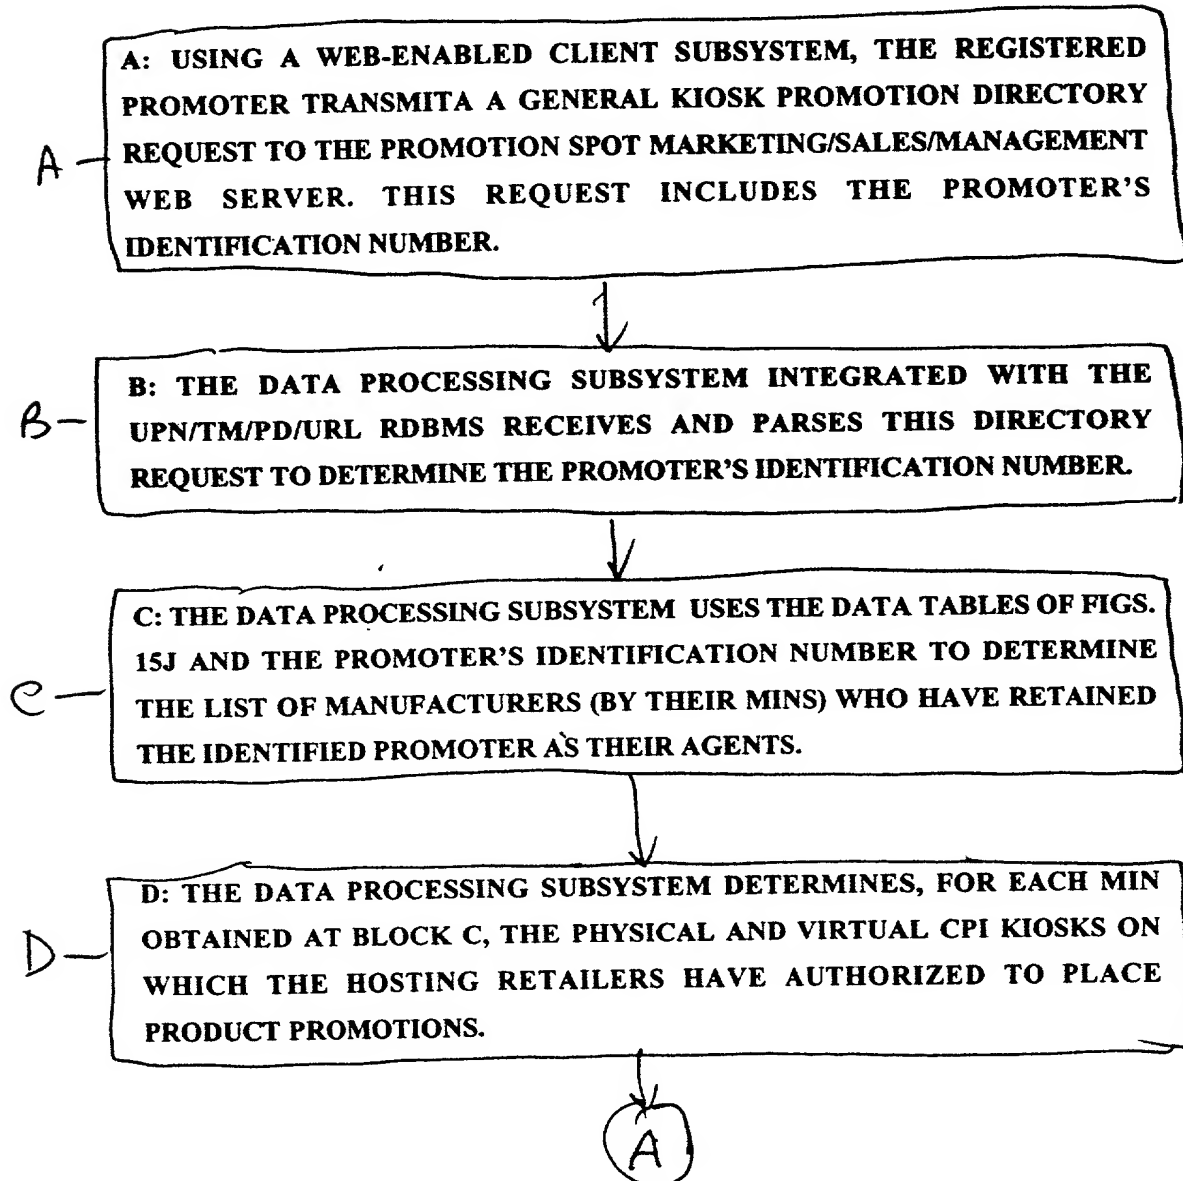 A: USING A WEB-ENABLED CLIENT SUBSYSTEM, THE REGISTERED
PROMOTER TRANSMITA A GENERAL KIOSK PROMOTION DIRECTORY
A
REQUEST TO THE PROMOTION SPOT MARKETING/SALES/MANAGEMENT
WEB SERVER. THIS REQUEST INCLUDES THE PROMOTER'S
IDENTIFICATION NUMBER.
B: THE DATA PROCESSING SUBSYSTEM INTEGRATED WITH THE
B
UPN/TM/PD/URL RDBMS RECEIVES AND PARSES THIS DIRECTORY
REQUEST TO DETERMINE THE PROMOTER'S IDENTIFICATION NUMBER.
C: THE DATA PROCESSING SUBSYSTEM USES THE DATA TABLES OF FIGS.
15J AND THE PROMOTER'S IDENTIFICATION NUMBER TO DETERMINE
C
THE LIST OF MANUFACTURERS (BY THEIR MINS) WHO HAVE RETAINED
THE IDENTIFIED PROMOTER AS THEIR AGENTS.
D: THE DATA PROCESSING SUBSYSTEM DETERMINES, FOR EACH MIN
OBTAINED AT BLOCK C, THE PHYSICAL AND VIRTUAL CPI KIOSKS ON
D
WHICH THE HOSTING RETAILERS HAVE AUTHORIZED TO PLACE
PRODUCT PROMOTIONS.
A